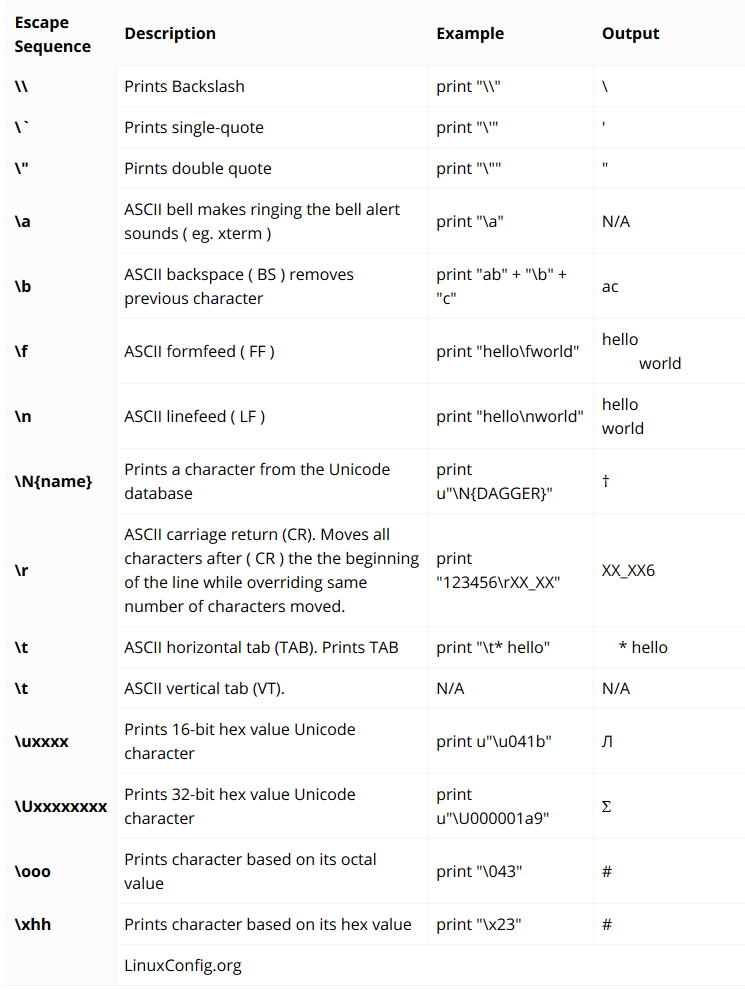 Escape
Sequence
Description
Example
Output
\\
Prints Backslash
print "\\"
\
\`
Prints single-quote
print "\'"
'
\"
Pirnts double quote
print "\""
"
\a
ASCII bell makes ringing the bell alert
sounds ( eg. xterm )
print "\a"
N/A
\b
ASCII backspace ( BS ) removes
previous character
print "ab" + "\b" +
"c"
ac
\f
ASCII formfeed ( FF )
print "hello\fworld"
hello
world
\n
ASCII linefeed ( LF )
print "hello\nworld"
hello
world
\N{name}
Prints a character from the Unicode
database
print
u"\N{DAGGER}"
†
\r
ASCII carriage return (CR). Moves all
characters after ( CR ) the the beginning
of the line while overriding same
number of characters moved.
print
"123456\rXX_XX"
XX_XX6
\t
ASCII horizontal tab (TAB). Prints TAB
print "\t* hello"
* hello
\t
ASCII vertical tab (VT).
N/A
N/A
\uxxxx
Prints 16-bit hex value Unicode
character
print u"\u041b"
Л
\Uxxxxxxxx
Prints 32-bit hex value Unicode
character
print
u"\U000001a9"
Ʃ
\ooo
Prints character based on its octal
value
print "\043"
#
\xhh
Prints character based on its hex value
print "\x23"
#
LinuxConfig.org